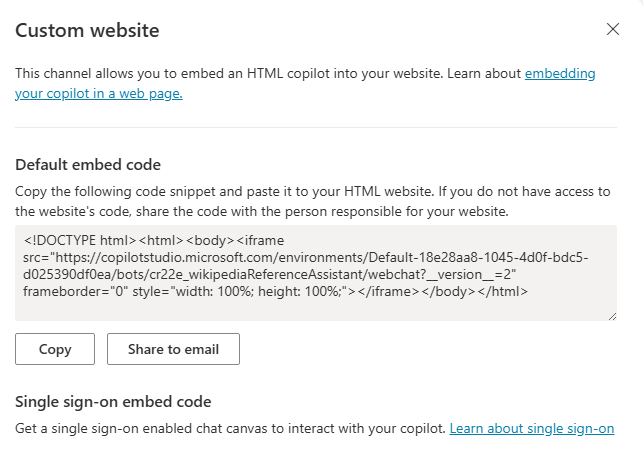 Custom website
This channel allows you to embed an HTML copilot into your website. Learn about embedding
your copilot in a web page.
Default embed code
Copy the following code snippet and paste it to your HTML website. If you do not have access to
the website's code, share the code with the person responsible for your website.
<!DOCTYPE html><html><body><iframe
src="https://copilotstudio.microsoft.com/environments/Default-18e28aa8-1045-4d0f-bdc5-
d025390df0ea/bots/cr22e_wikipediaReferenceAssistant/webchat?__version__=2"
frameborder="0" style="width: 100%; height: 100%;"></iframe></body></html>
Copy
Share to email
Single sign-on embed code
Get a single sign-on enabled chat canvas to interact with your copilot. Learn about single sign-on